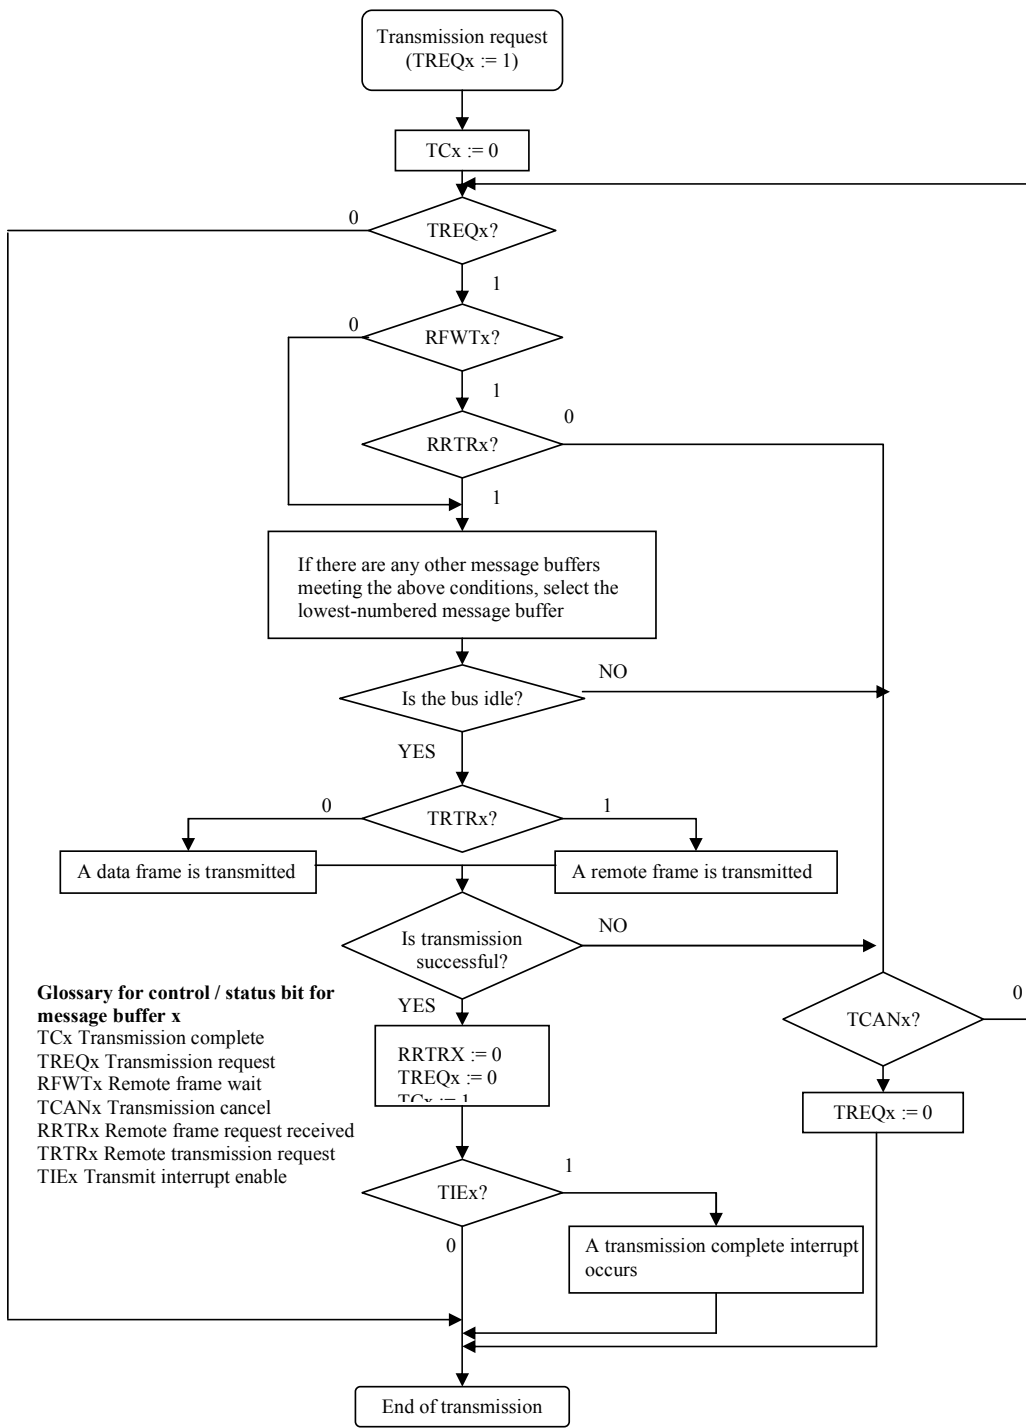 Transmission request
(TREQx := 1)
TCx := 0
0
TREQx?
1
0
RFWTx?
1
0
RRTRx?
1
If there are any other message buffers
meeting the above conditions, select the
lowest-numbered message buffer
NO
Is the bus idle?
YES
0
TRTRx?
1
A data frame is transmitted
A remote frame is transmitted
NO
Is transmission
successful?
YES
Glossary for control / status bit for
message buffer x
TCx Transmission complete
TREQx Transmission request
RFWTx Remote frame wait
TCANx Transmission cancel
RRTRx Remote frame request received
TRTRx Remote transmission request
TIEx Transmit interrupt enable
0
TCANx?
1
RRTRX := 0
TREQx := 0
TCx := 1
TREQx := 0
1
TIEx?
0
A transmission complete interrupt
occurs
End of transmission